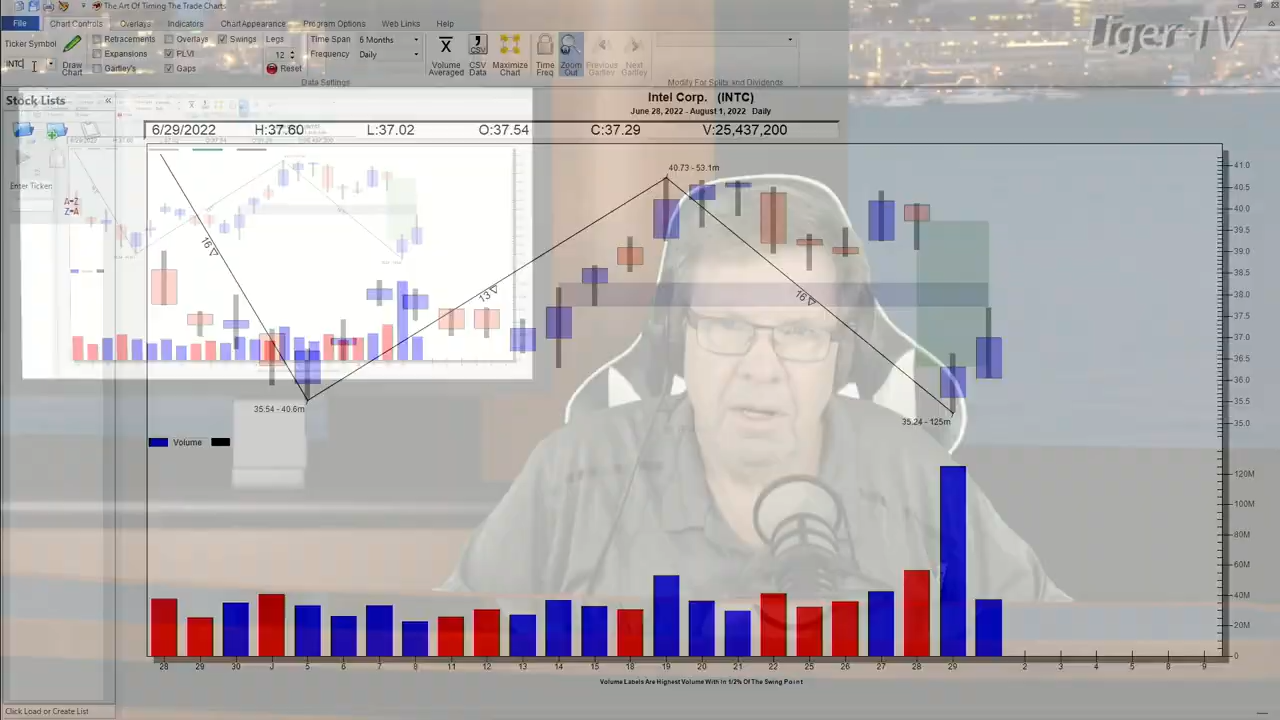 The Art Of Timing The Trade Charts
Tiger-TV
File Chart Controls Overlays Indicators Chart Appearance Program Options Web Links Help
Ticker Symbol
INTC
Draw Chart
Retracements Overlays Swings Legs
Expansions PLVI 12
Gartley's Gaps Reset
Time Span 6 Months
Frequency Daily
Data Settings
Volume Averaged
CSV Data
Maximize Chart
Time Freq
Zoom Out
Previous Gartley
Next Gartley
Modify For Splits and Dividends
Stock Lists
Enter Ticker
Intel Corp. (INTC)
June 28, 2022 - August 1, 2022 Daily
6/29/2022 H:37.60 L:37.02 O:37.54 C:37.29 V:25,437,200
40.73 - 53.1m
16
13
16
35.54 - 40.6m
35.24 - 125m
41.0
40.5
40.0
39.5
39.0
38.5
38.0
37.5
37.0
36.5
36.0
35.5
35.0
Volume
120M
100M
80M
60M
40M
20M
0
28 29 30 J 5 6 7 8 11 12 13 14 15 18 19 20 21 22 25 26 27 28 29 2 3 4 5 8 9
Volume Labels Are Highest Volume With In 1/2% Of The Swing Point
Click Load or Create List